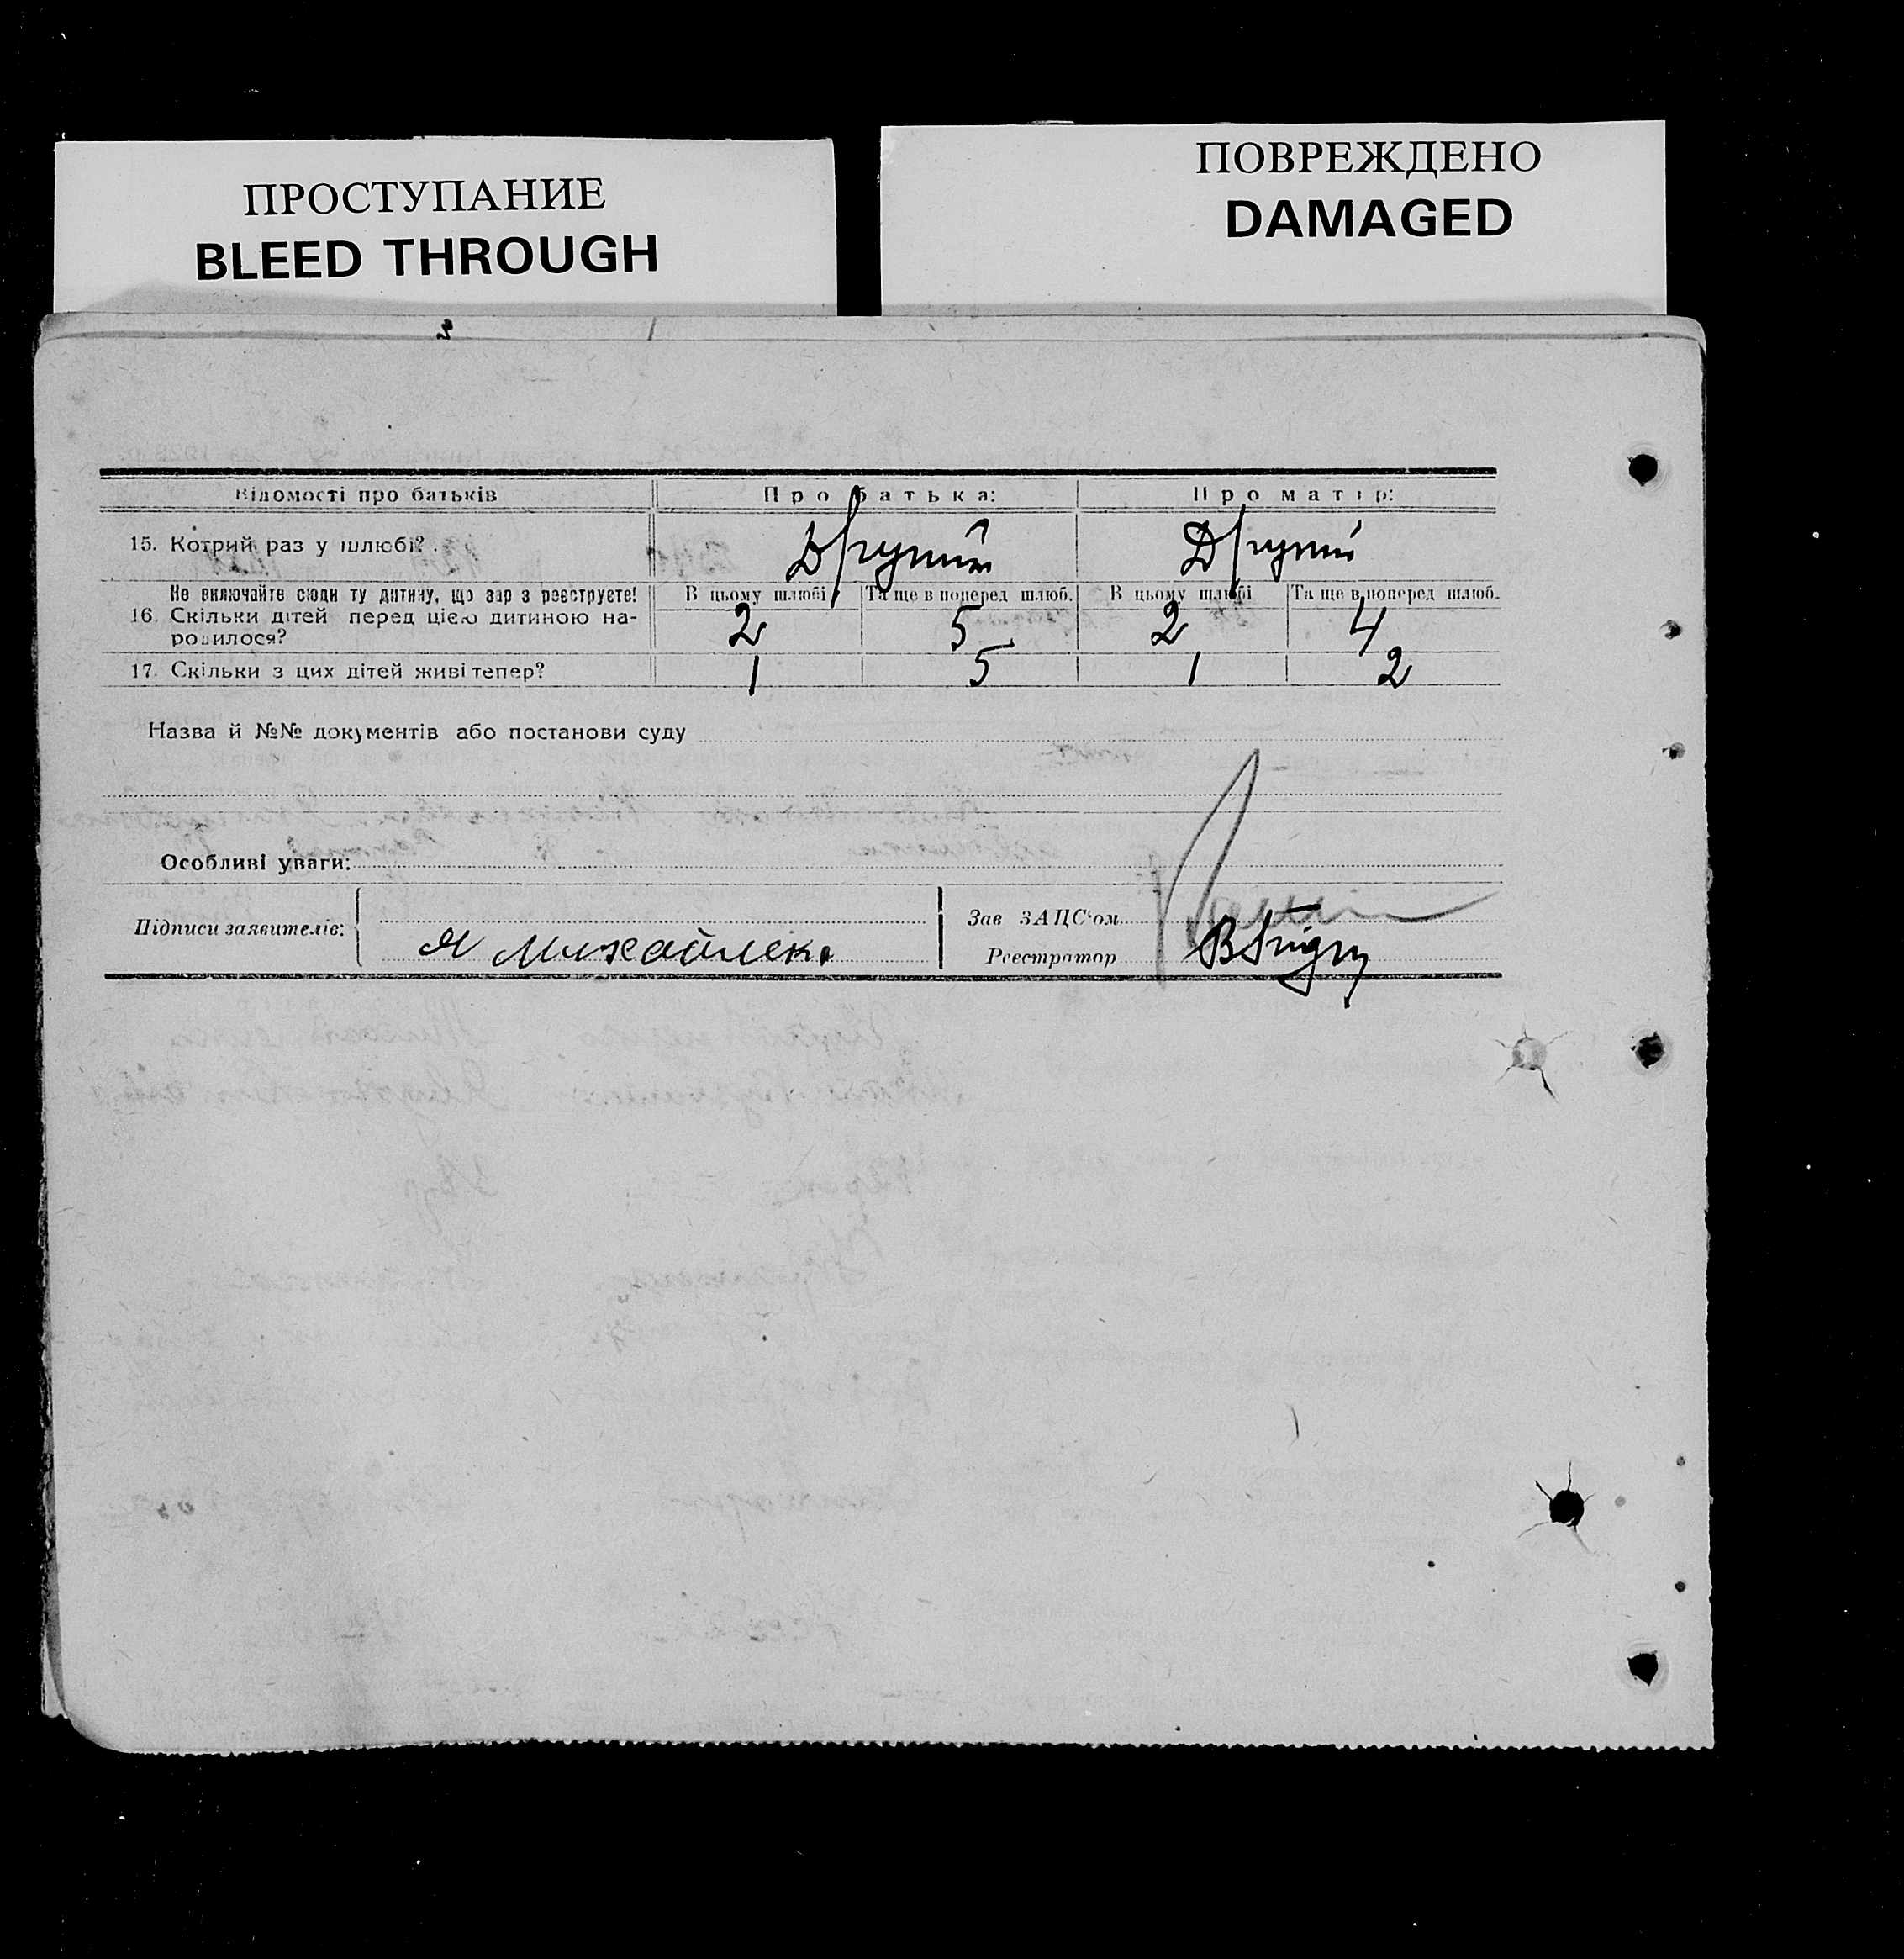 ПРОСТУПАНИЕ
BLEED THROUGH
ПОВРЕЖДЕНО
DAMAGED
Відомості про батьків Про батька: Про матір:
15. Котрий раз у шлюбі? Другий Другий
Не включайте сюди ту дитину, що зар з реєструєте! В цьому шлюбі Та ще в поперед шлюб. В цьому шлюбі Та ще в поперед шлюб.
16. Скільки дітей перед цією дитиною на-
родилося? 2 5 2 4
17. Скільки з цих дітей живі тепер? 1 5 1 2
Назва й №№ документів або постанови суду
Особливі уваги:
Підписи заявителів:
Зав ЗАЦС'ом
Я Михайлека
Реєстратор